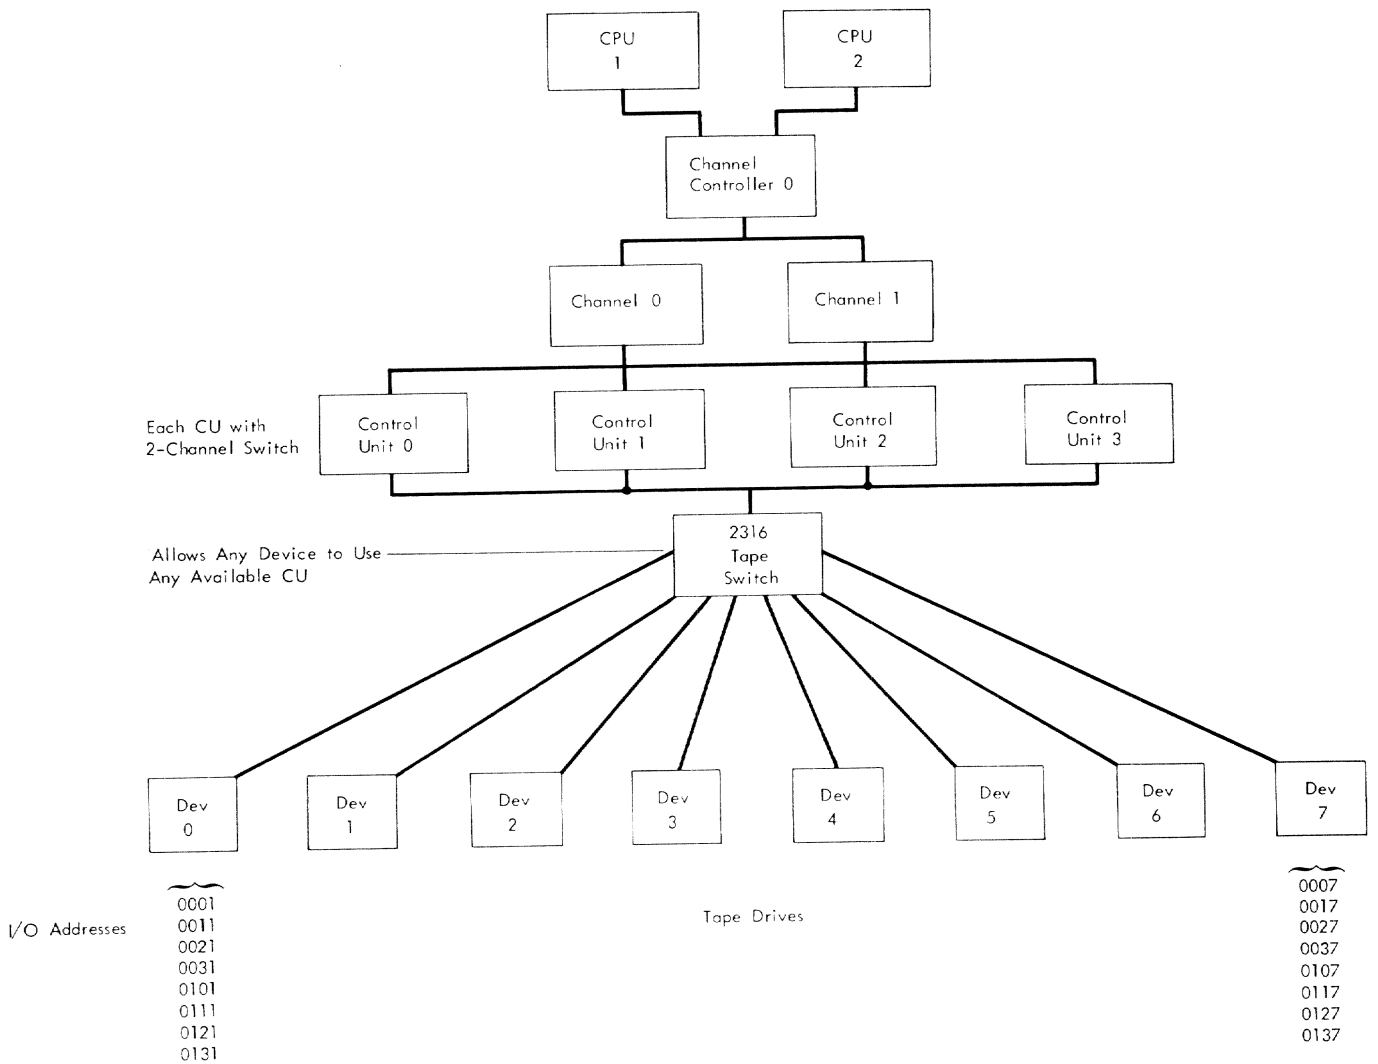 CPU
1
CPU
2
Channel
Controller 0
Channel 0
Channel 1
Each CU with
2-Channel Switch
Control
Unit 0
Control
Unit 1
Control
Unit 2
Control
Unit 3
Allows Any Device to Use
Any Available CU
2316
Tape
Switch
Dev
0
Dev
1
Dev
2
Dev
3
Dev
4
Dev
5
Dev
6
Dev
7
I/O Addresses
0001
0011
0021
0031
0101
0111
0121
0131
Tape Drives
0007
0017
0027
0037
0107
0117
0127
0137